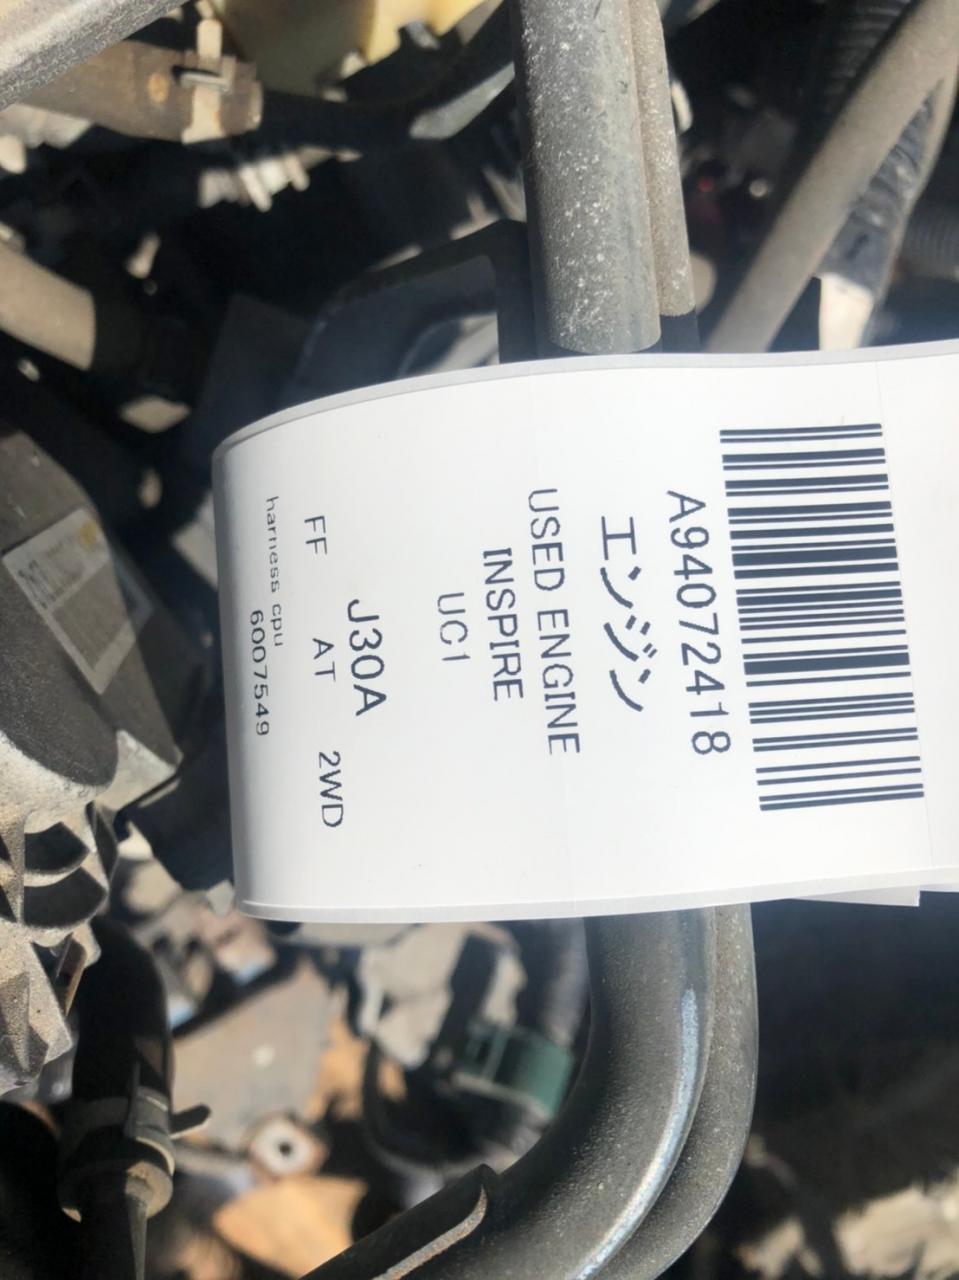 A94072418
エンジン
USED ENGINE
INSPIRE
UC1
J30A
FF AT 2WD
harness cpu
6007549